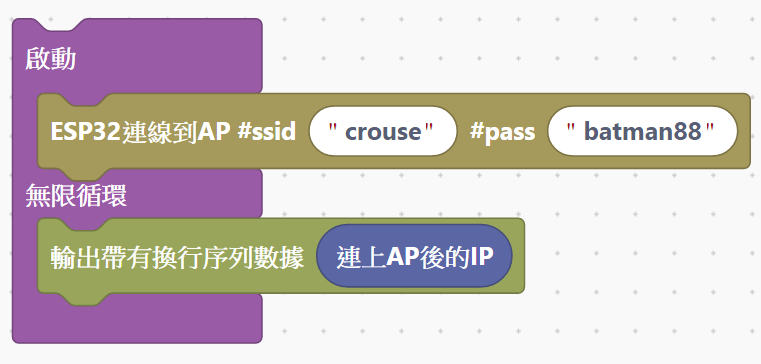 啟動
ESP32連線到AP #ssid " crouse" #pass " batman88 "
無限循環
輸出帶有換行序列數據 連上AP後的IP